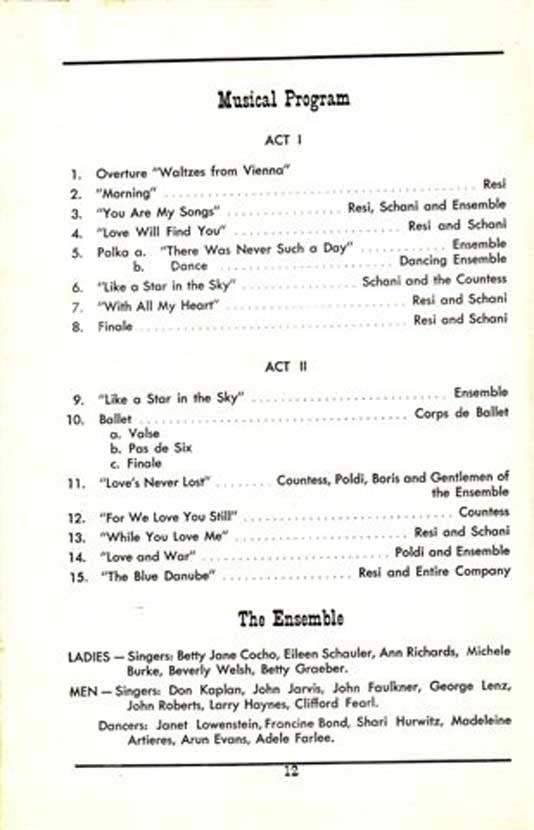 Musical Program
ACT I
1. Overture "Waltzes from Vienna"
2. "Morning" ........ Resi
3. "You Are My Songs" ........ Resi, Schani and Ensemble
4. "Love Will Find You" ........ Resi and Schani
5. Polka a. "There Was Never Such a Day" ........ Ensemble
b. Dance ........ Dancing Ensemble
6. "Like a Star in the Sky" ........ Schani and the Countess
7. "With All My Heart" ........ Resi and Schani
8. Finale ........ Resi and Schani
ACT II
9. "Like a Star in the Sky" ........ Ensemble
10. Ballet ........ Corps de Ballet
a. Valse
b. Pas de Six
c. Finale
11. "Love's Never Lost" ........ Countess, Poldi, Boris and Gentlemen of
the Ensemble
12. "For We Love You Still" ........ Countess
13. "While You Love Me" ........ Resi and Schani
14. "Love and War" ........ Poldi and Ensemble
15. "The Blue Danube" ........ Resi and Entire Company
The Ensemble
LADIES — Singers: Betty Jane Cocho, Eileen Schauler, Ann Richards, Michele
Burke, Beverly Welsh, Betty Graeber.
MEN — Singers: Don Kaplan, John Jarvis, John Faulkner, George Lenz,
John Roberts, Larry Haynes, Clifford Fearl.
Dancers: Janet Lowenstein, Francine Bond, Shari Hurwitz, Madeleine
Artieres, Arun Evans, Adele Farlee.
12